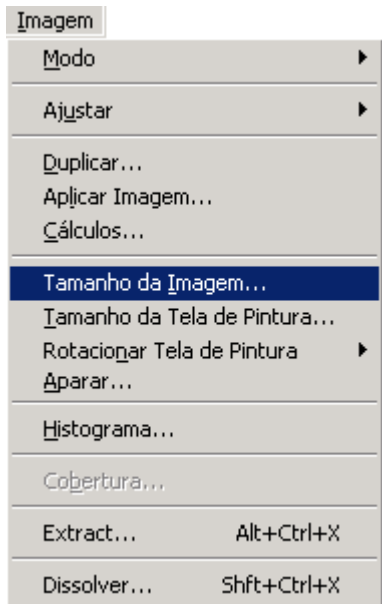 Imagem
Modo
Ajustar
Duplicar...
Aplicar Imagem...
Cálculos...
Tamanho da Imagem...
Tamanho da Tela de Pintura...
Rotacionar Tela de Pintura
Aparar...
Histograma...
Cobertura...
Extract... Alt+Ctrl+X
Dissolver... Shft+Ctrl+X